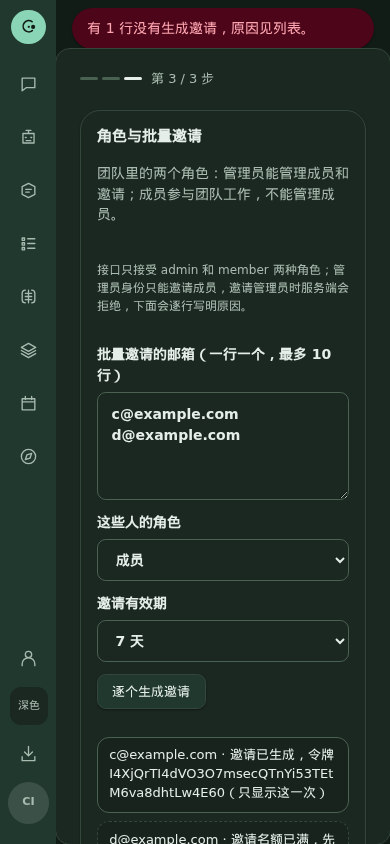 有 1 行没有生成邀请，原因见列表。
第 3 / 3 步
角色与批量邀请
团队里的两个角色：管理员能管理成员和
邀请；成员参与团队工作，不能管理成
员。
接口只接受 admin 和 member 两种角色；管
理员身份只能邀请成员，邀请管理员时服务端会
拒绝，下面会逐行写明原因。
批量邀请的邮箱（一行一个，最多 10
行）
c@example.com
d@example.com
这些人的角色
成员
邀请有效期
7 天
逐个生成邀请
c@example.com · 邀请已生成，令牌
I4XjQrTI4dVO3O7msecQTnYi53TEt
M6va8dhtLw4E60（只显示这一次）
d@example.com · 邀请名额已满，先
深色
CI